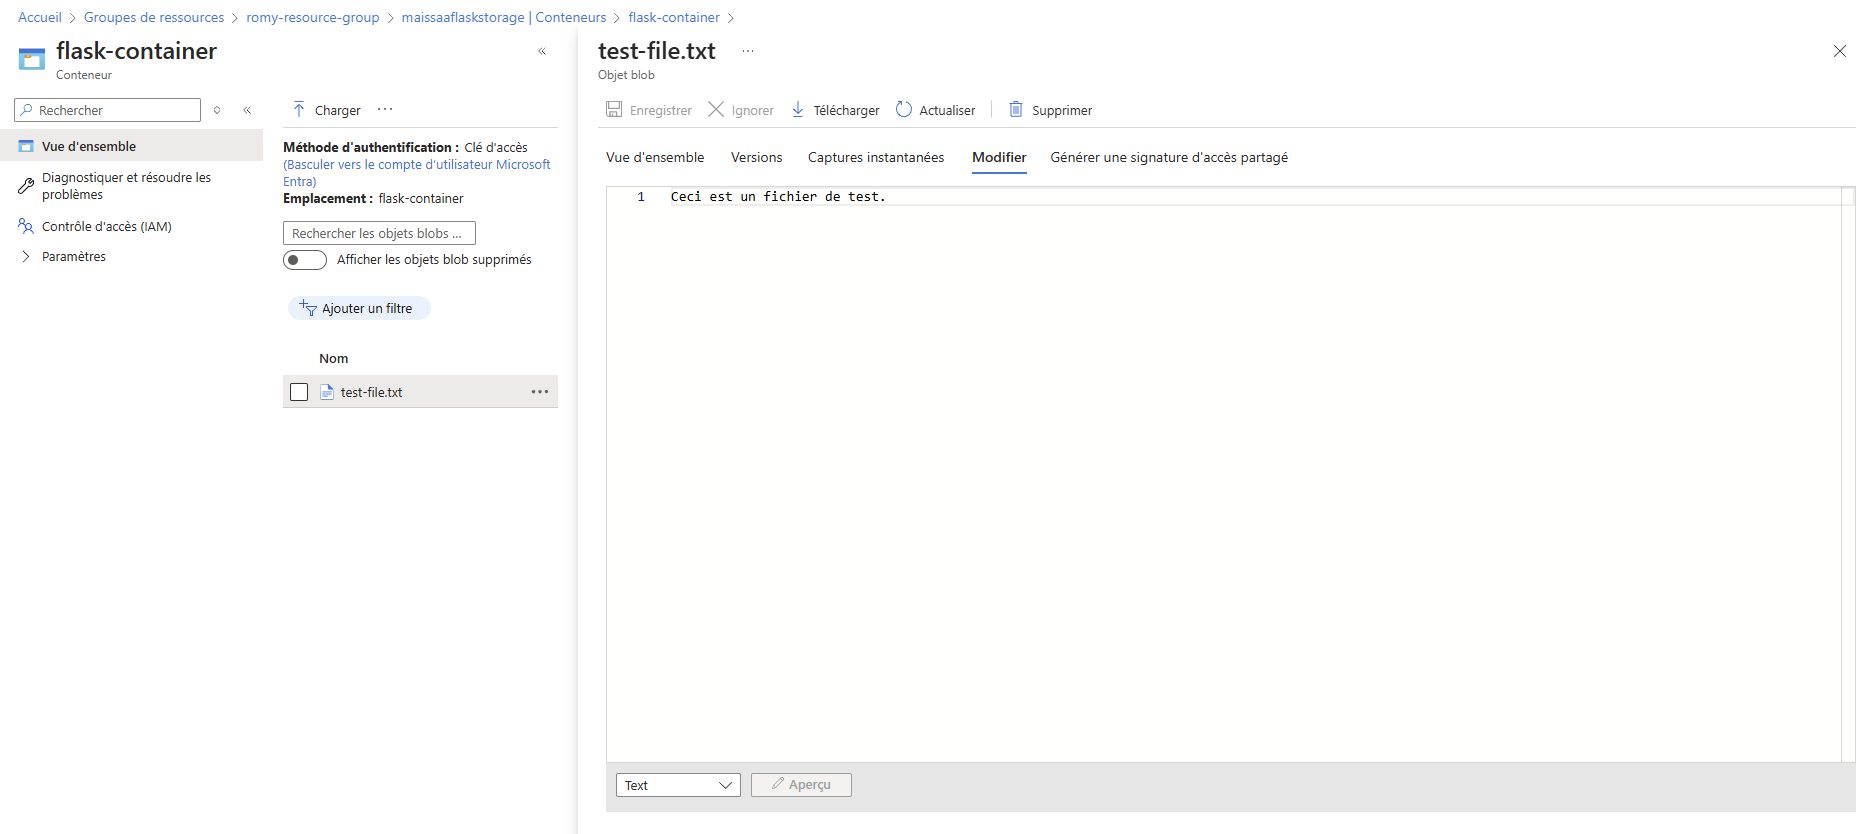 Accueil > Groupes de ressources > romy-resource-group > maissaaflaskstorage | Conteneurs > flask-container >
flask-container
Conteneur
Rechercher
Vue d'ensemble
Diagnostiquer et résoudre les
problèmes
Contrôle d'accès (IAM)
Paramètres
Charger ...
Méthode d'authentification : Clé d'accès
(Basculer vers le compte d'utilisateur Microsoft
Entra)
Emplacement : flask-container
Rechercher les objets blobs ...
Afficher les objets blob supprimés
Ajouter un filtre
Nom
test-file.txt ...
test-file.txt ...
Objet blob
Enregistrer Ignorer Télécharger Actualiser Supprimer
Vue d'ensemble Versions Captures instantanées Modifier Générer une signature d'accès partagé
1 Ceci est un fichier de test.
Text Aperçu